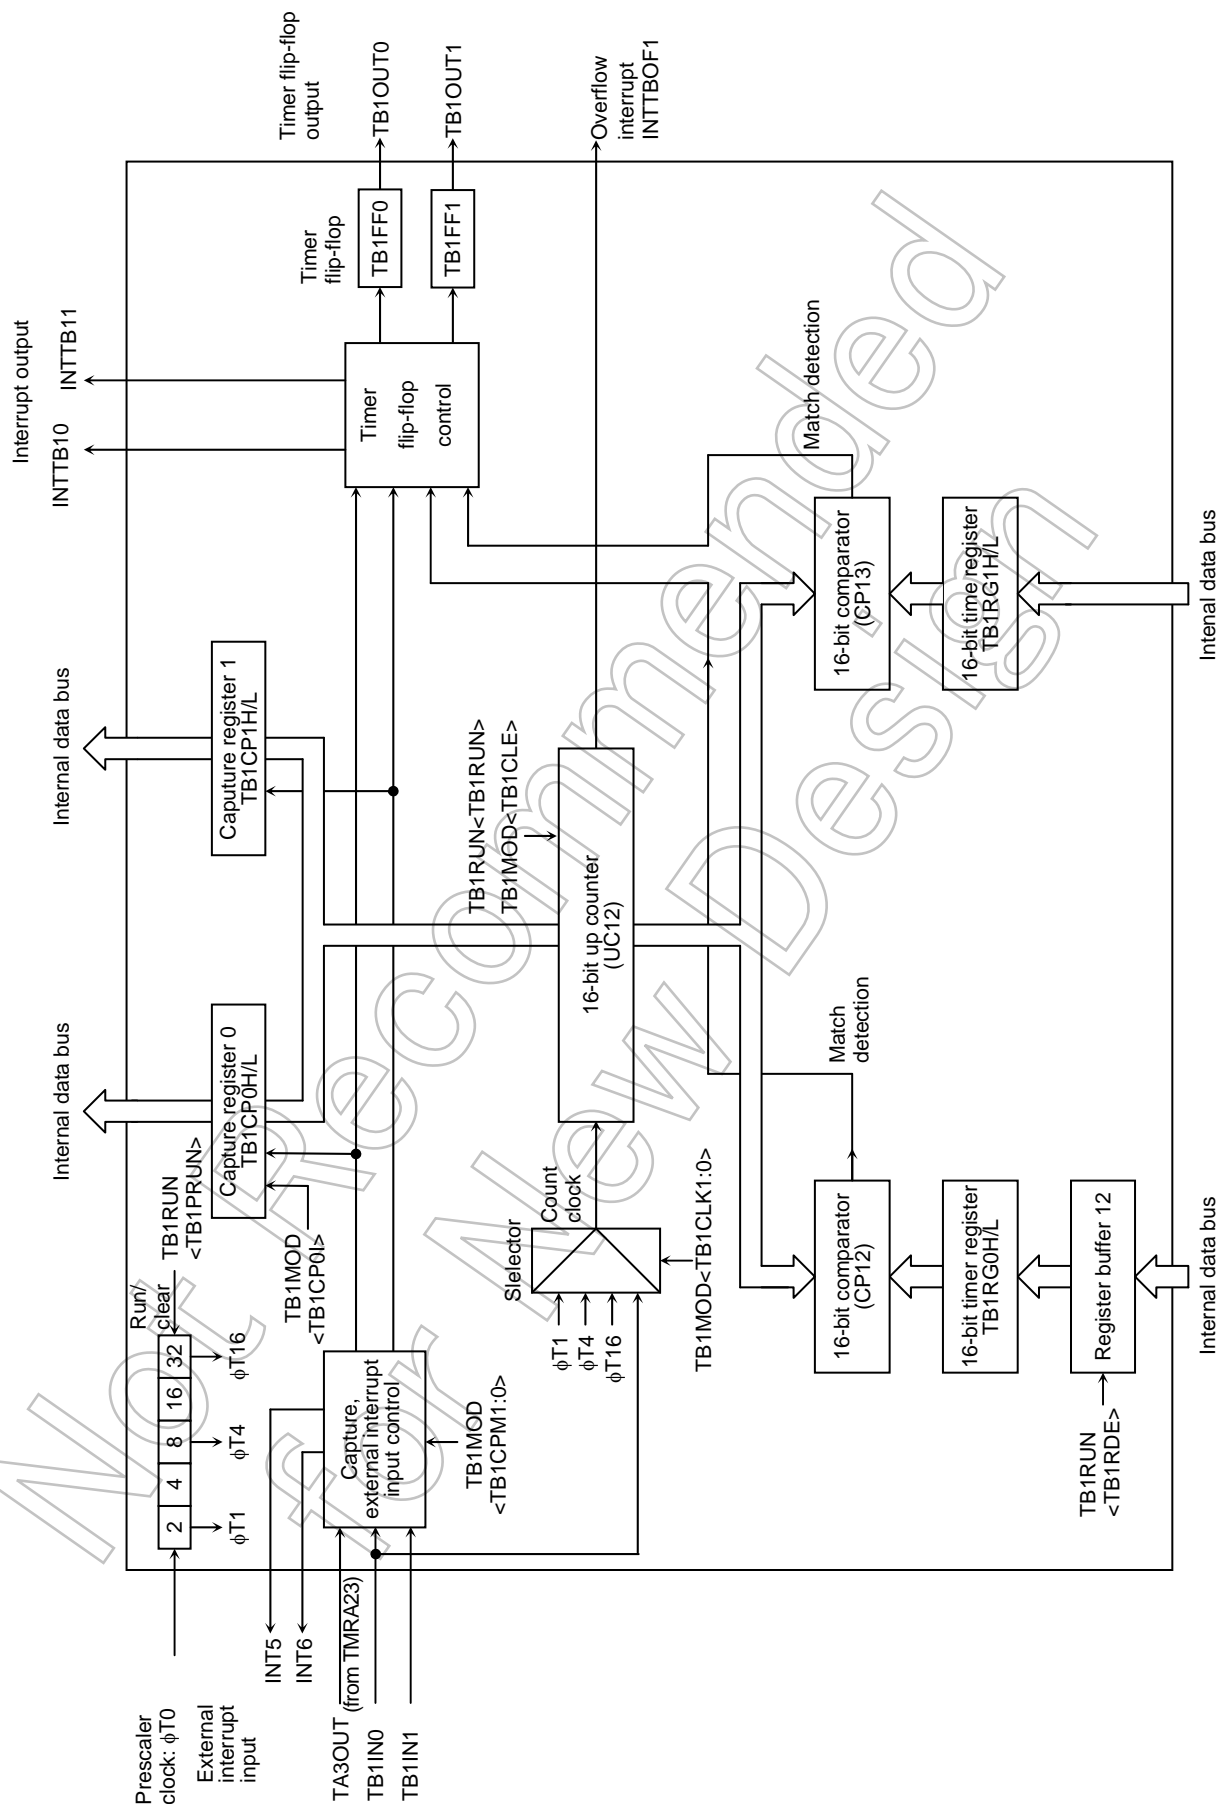 Prescaler
clock: ϕT0
2
4
8
16
32
ϕT1
ϕT4
ϕT16
Run/
clear
TB1RUN
<TB1PRUN>
External
interrupt
input
INT5
INT6
TA3OUT
(from TMRA23)
TB1IN0
TB1IN1
Capture,
external interrupt
input control
TB1MOD
<TB1CPM1:0>
TB1MOD
<TB1CP0I>
Internal data bus
Capture register 0
TB1CP0H/L
Internal data bus
Caputure register 1
TB1CP1H/L
Interrupt output
INTTB10
INTTB11
Timer
flip-flop
control
Timer
flip-flop
TB1FF0
TB1FF1
Timer flip-flop
output
TB1OUT0
TB1OUT1
Overflow
interrupt
INTTBOF1
Slelector
ϕT1
ϕT4
ϕT16
Count
clock
TB1MOD<TB1CLK1:0>
TB1RUN<TB1RUN>
TB1MOD<TB1CLE>
16-bit up counter
(UC12)
Match
detection
Match detection
16-bit comparator
(CP12)
16-bit timer register
TB1RG0H/L
Register buffer 12
TB1RUN
<TB1RDE>
Internal data bus
16-bit comparator
(CP13)
16-bit time register
TB1RG1H/L
Intenal data bus
Not Recommended
for New Design